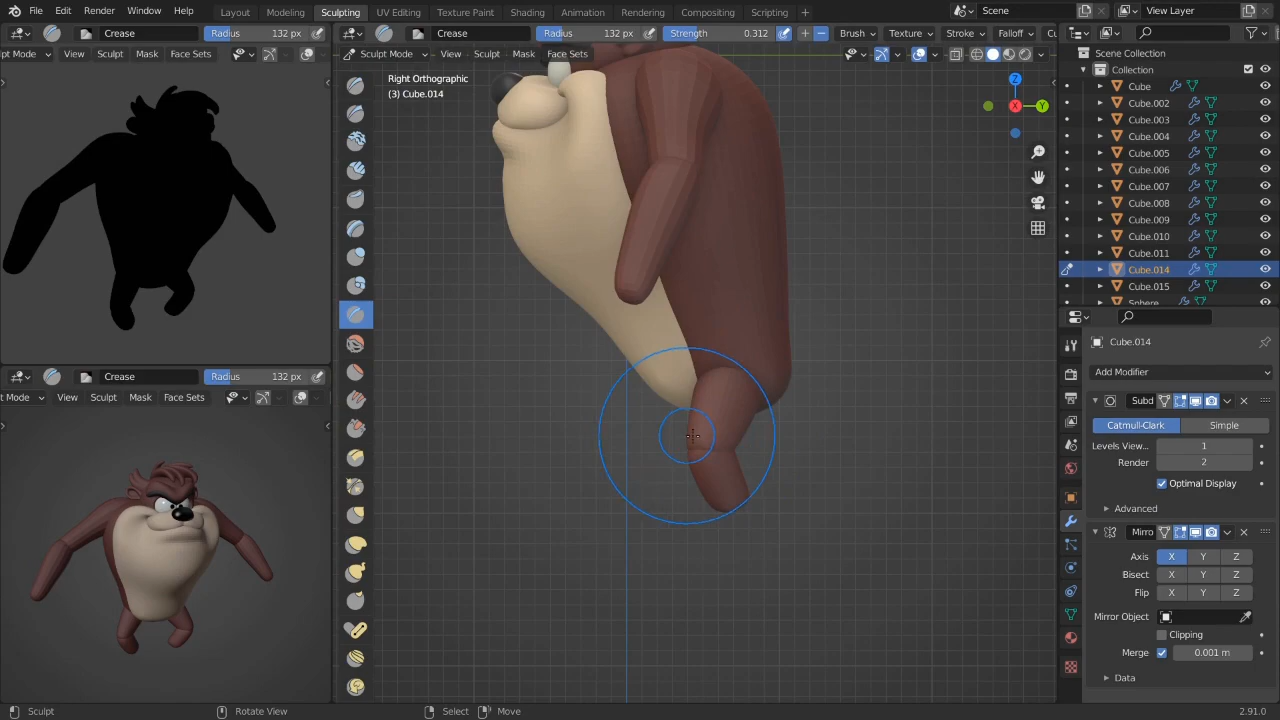 File Edit Render Window Help
Layout Modeling Sculpting UV Editing Texture Paint Shading Animation Rendering Compositing Scripting +
Scene
View Layer
Crease Radius 132 px
Crease Radius 132 px Strength 0.312 + − Brush Texture Stroke Falloff Cu
pt Mode View Sculpt Mask Face Sets
Sculpt Mode View Sculpt Mask Face Sets
Right Orthographic
(3) Cube.014
Z
X
Y
Scene Collection
Collection
Cube
Cube.002
Cube.003
Cube.004
Cube.005
Cube.006
Cube.007
Cube.008
Cube.009
Cube.010
Cube.011
Cube.014
Cube.015
Sphere
Crease Radius 132 px
t Mode View Sculpt Mask Face Sets
Cube.014
Add Modifier
Subd
Catmull-Clark Simple
Levels View... 1
Render 2
Optimal Display
Advanced
Mirro
Axis X Y Z
Bisect X Y Z
Flip X Y Z
Mirror Object
Clipping
Merge 0.001 m
Data
Sculpt Rotate View Select Move 2.91.0